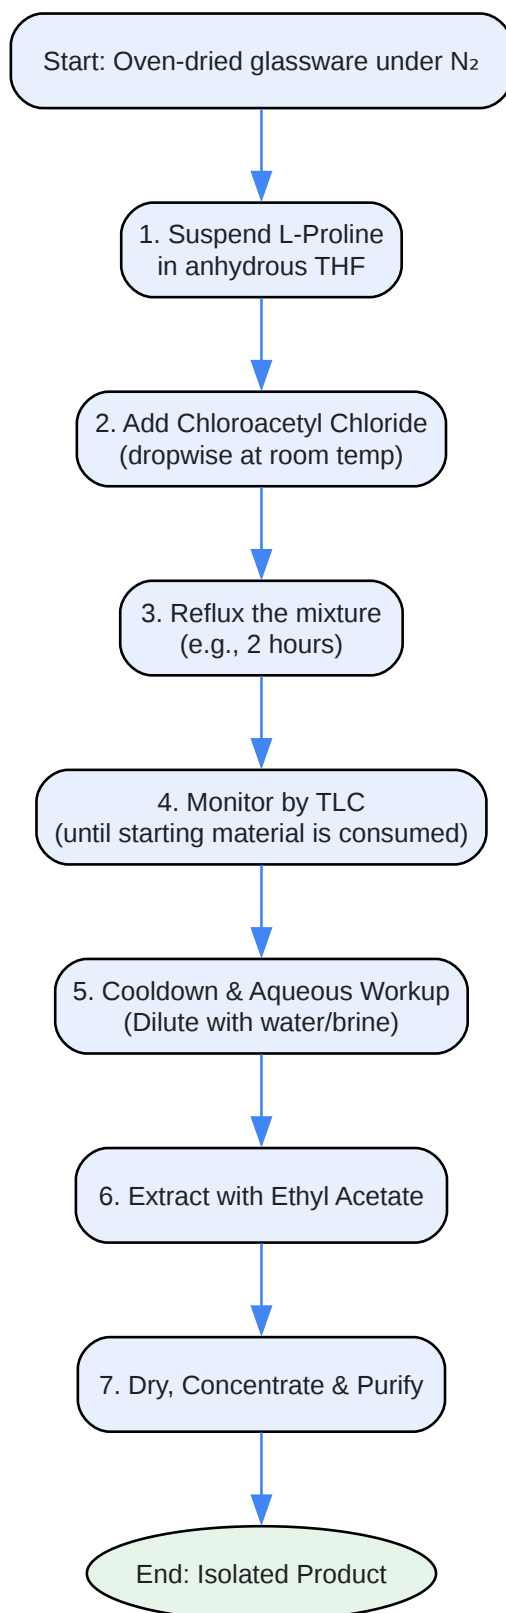 Start: Oven-dried glassware under N₂
1. Suspend L-Proline
in anhydrous THF
2. Add Chloroacetyl Chloride
(dropwise at room temp)
3. Reflux the mixture
(e.g., 2 hours)
4. Monitor by TLC
(until starting material is consumed)
5. Cooldown & Aqueous Workup
(Dilute with water/brine)
6. Extract with Ethyl Acetate
7. Dry, Concentrate & Purify
End: Isolated Product